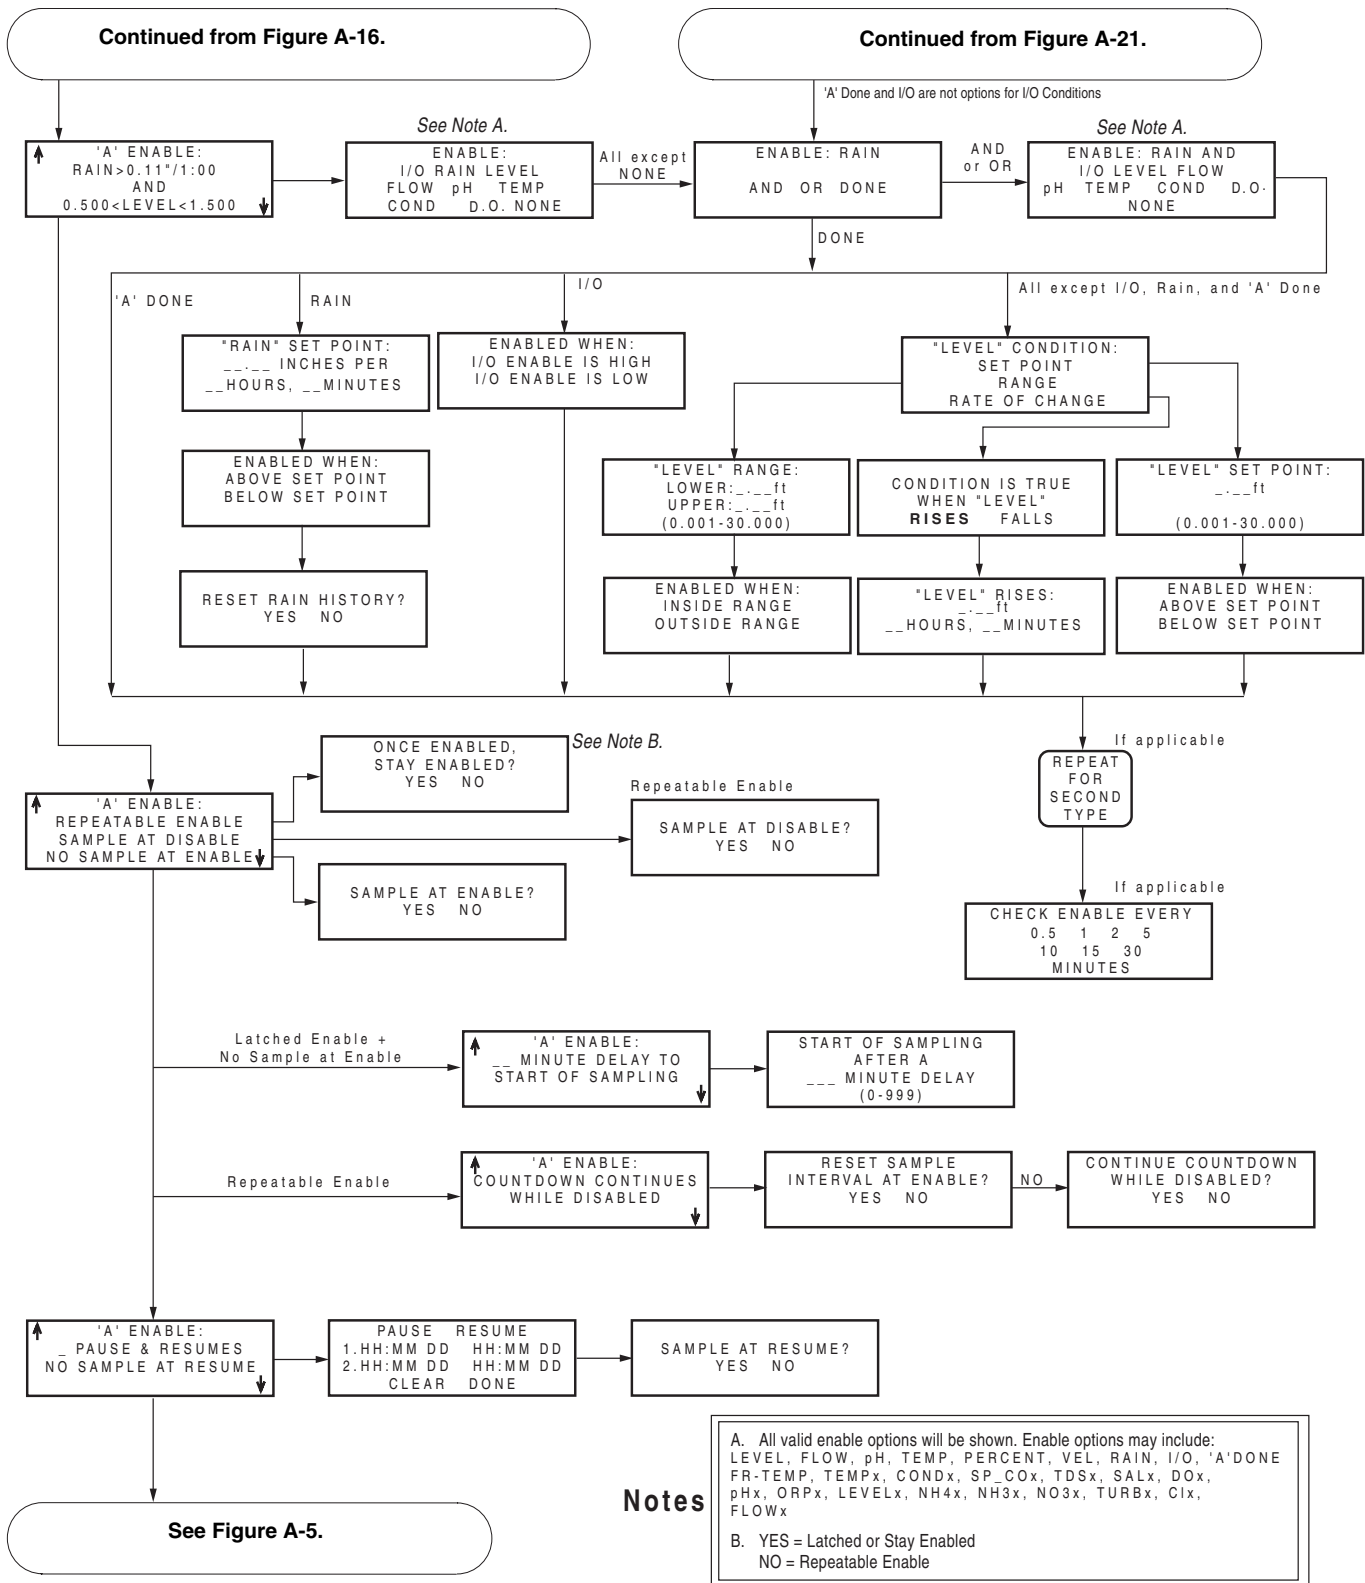 Continued from Figure A-16.
Continued from Figure A-21.
'A' Done and I/O are not options for I/O Conditions
'A' ENABLE:
RAIN>0.11"/1:00
AND
0.500<LEVEL<1.500
See Note A.
ENABLE:
I/O RAIN LEVEL
FLOW pH TEMP
COND D.O. NONE
All except
NONE
ENABLE: RAIN
AND OR DONE
AND
or OR
See Note A.
ENABLE: RAIN AND
I/O LEVEL FLOW
pH TEMP COND D.O.
NONE
DONE
'A' DONE
RAIN
I/O
All except I/O, Rain, and 'A' Done
"RAIN" SET POINT:
__.__ INCHES PER
__HOURS, __MINUTES
ENABLED WHEN:
ABOVE SET POINT
BELOW SET POINT
RESET RAIN HISTORY?
YES NO
ENABLED WHEN:
I/O ENABLE IS HIGH
I/O ENABLE IS LOW
"LEVEL" CONDITION:
SET POINT
RANGE
RATE OF CHANGE
"LEVEL" RANGE:
LOWER:_.__ft
UPPER:_.__ft
(0.001-30.000)
CONDITION IS TRUE
WHEN "LEVEL"
RISES FALLS
"LEVEL" SET POINT:
_.__ft
(0.001-30.000)
ENABLED WHEN:
INSIDE RANGE
OUTSIDE RANGE
"LEVEL" RISES:
_.__ft
__HOURS, __MINUTES
ENABLED WHEN:
ABOVE SET POINT
BELOW SET POINT
If applicable
REPEAT
FOR
SECOND
TYPE
If applicable
CHECK ENABLE EVERY
0.5 1 2 5
10 15 30
MINUTES
'A' ENABLE:
REPEATABLE ENABLE
SAMPLE AT DISABLE
NO SAMPLE AT ENABLE
ONCE ENABLED,
STAY ENABLED?
YES NO
See Note B.
Repeatable Enable
SAMPLE AT DISABLE?
YES NO
SAMPLE AT ENABLE?
YES NO
Latched Enable +
No Sample at Enable
'A' ENABLE:
__ MINUTE DELAY TO
START OF SAMPLING
START OF SAMPLING
AFTER A
___ MINUTE DELAY
(0-999)
Repeatable Enable
'A' ENABLE:
COUNTDOWN CONTINUES
WHILE DISABLED
RESET SAMPLE
INTERVAL AT ENABLE?
YES NO
NO
CONTINUE COUNTDOWN
WHILE DISABLED?
YES NO
'A' ENABLE:
_ PAUSE & RESUMES
NO SAMPLE AT RESUME
PAUSE RESUME
1.HH:MM DD HH:MM DD
2.HH:MM DD HH:MM DD
CLEAR DONE
SAMPLE AT RESUME?
YES NO
See Figure A-5.
Notes
A. All valid enable options will be shown. Enable options may include:
LEVEL, FLOW, pH, TEMP, PERCENT, VEL, RAIN, I/O, 'A'DONE
FR-TEMP, TEMPx, CONDx, SP_COx, TDSx, SALx, DOx,
pHx, ORPx, LEVELx, NH4x, NH3x, NO3x, TURBx, Clx,
FLOWx
B. YES = Latched or Stay Enabled
NO = Repeatable Enable